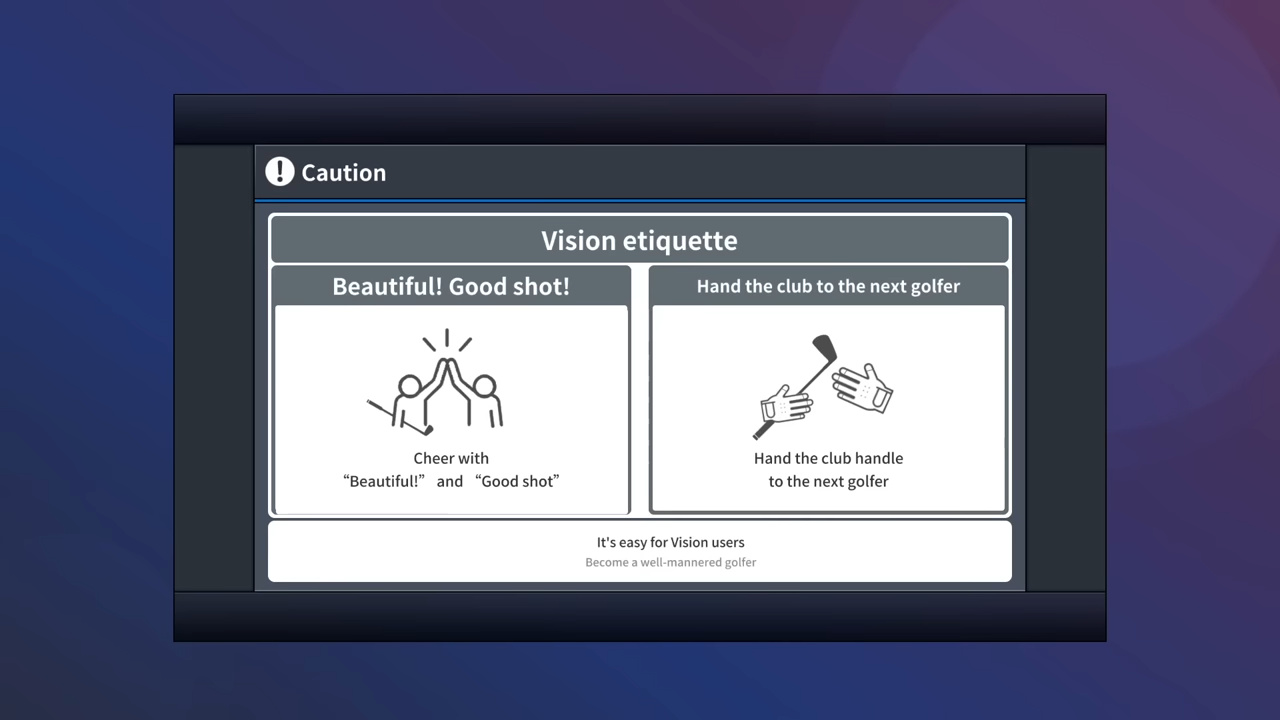 Caution
Vision etiquette
Beautiful! Good shot!
Cheer with
“Beautiful!” and “Good shot”
Hand the club to the next golfer
Hand the club handle
to the next golfer
It's easy for Vision users
Become a well-mannered golfer